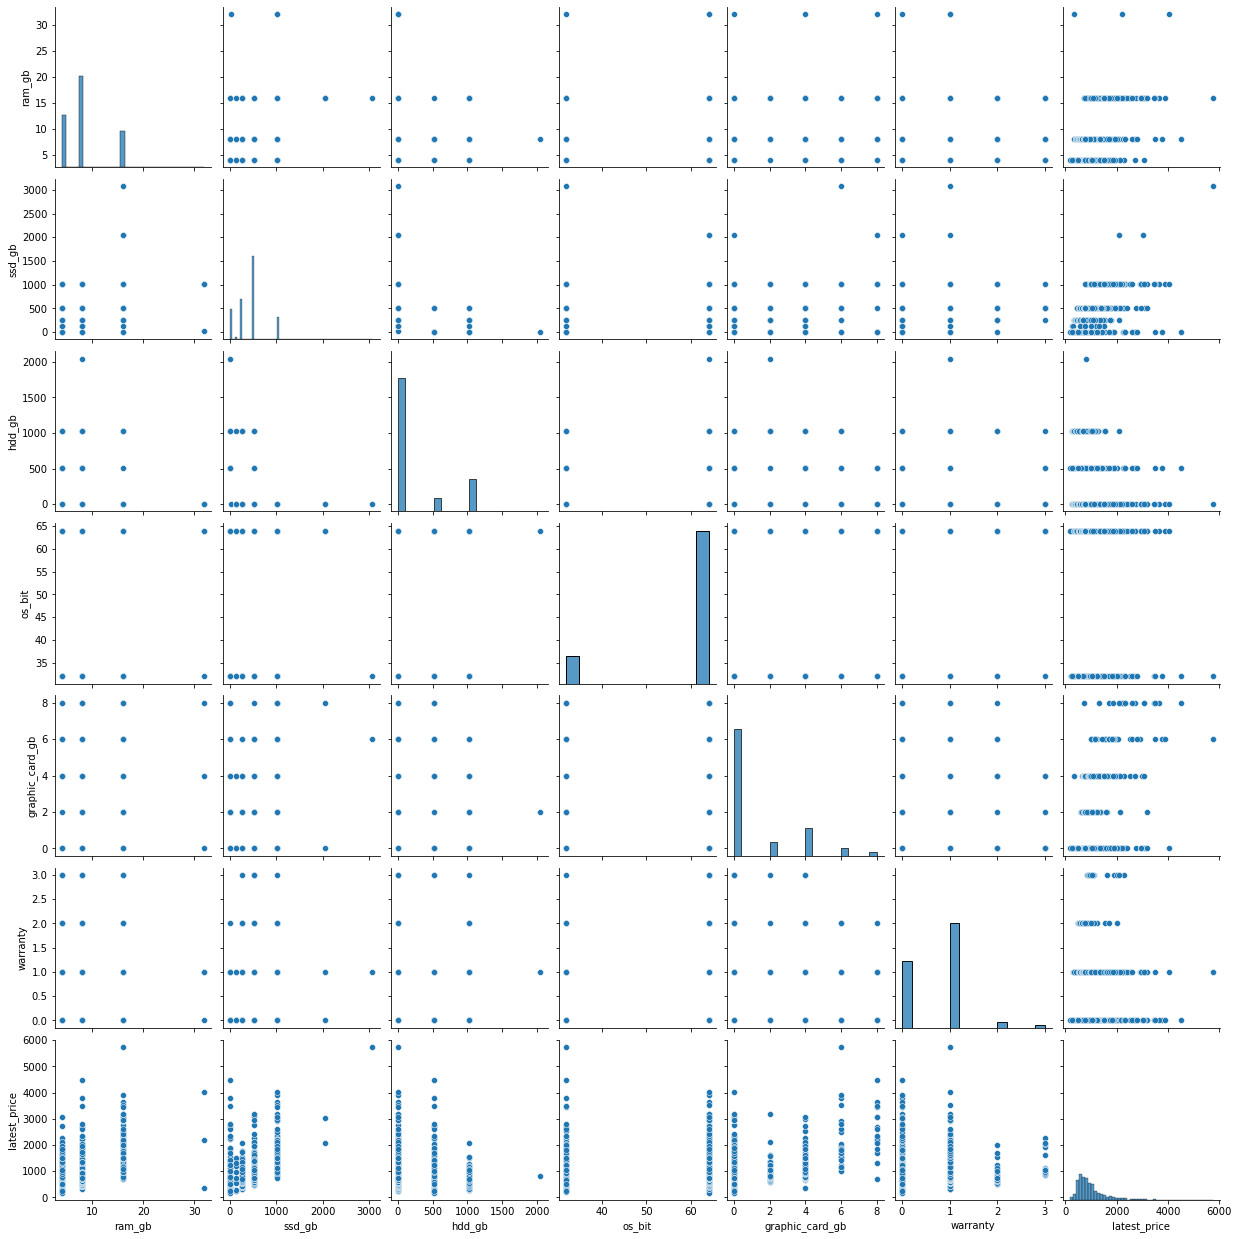 30
25
20
15
10
5
ram_gb
3000
2500
2000
1500
1000
500
0
ssd_gb
2000
1500
1000
500
0
hdd_gb
65
60
55
50
45
40
35
os_bit
8
6
4
2
0
graphic_card_gb
3.0
2.5
2.0
1.5
1.0
0.5
0.0
warranty
6000
5000
4000
3000
2000
1000
0
latest_price
10 20 30
ram_gb
0 1000 2000 3000
ssd_gb
0 500 1000 1500 2000
hdd_gb
40 50 60
os_bit
0 2 4 6 8
graphic_card_gb
0 1 2 3
warranty
0 2000 4000 6000
latest_price